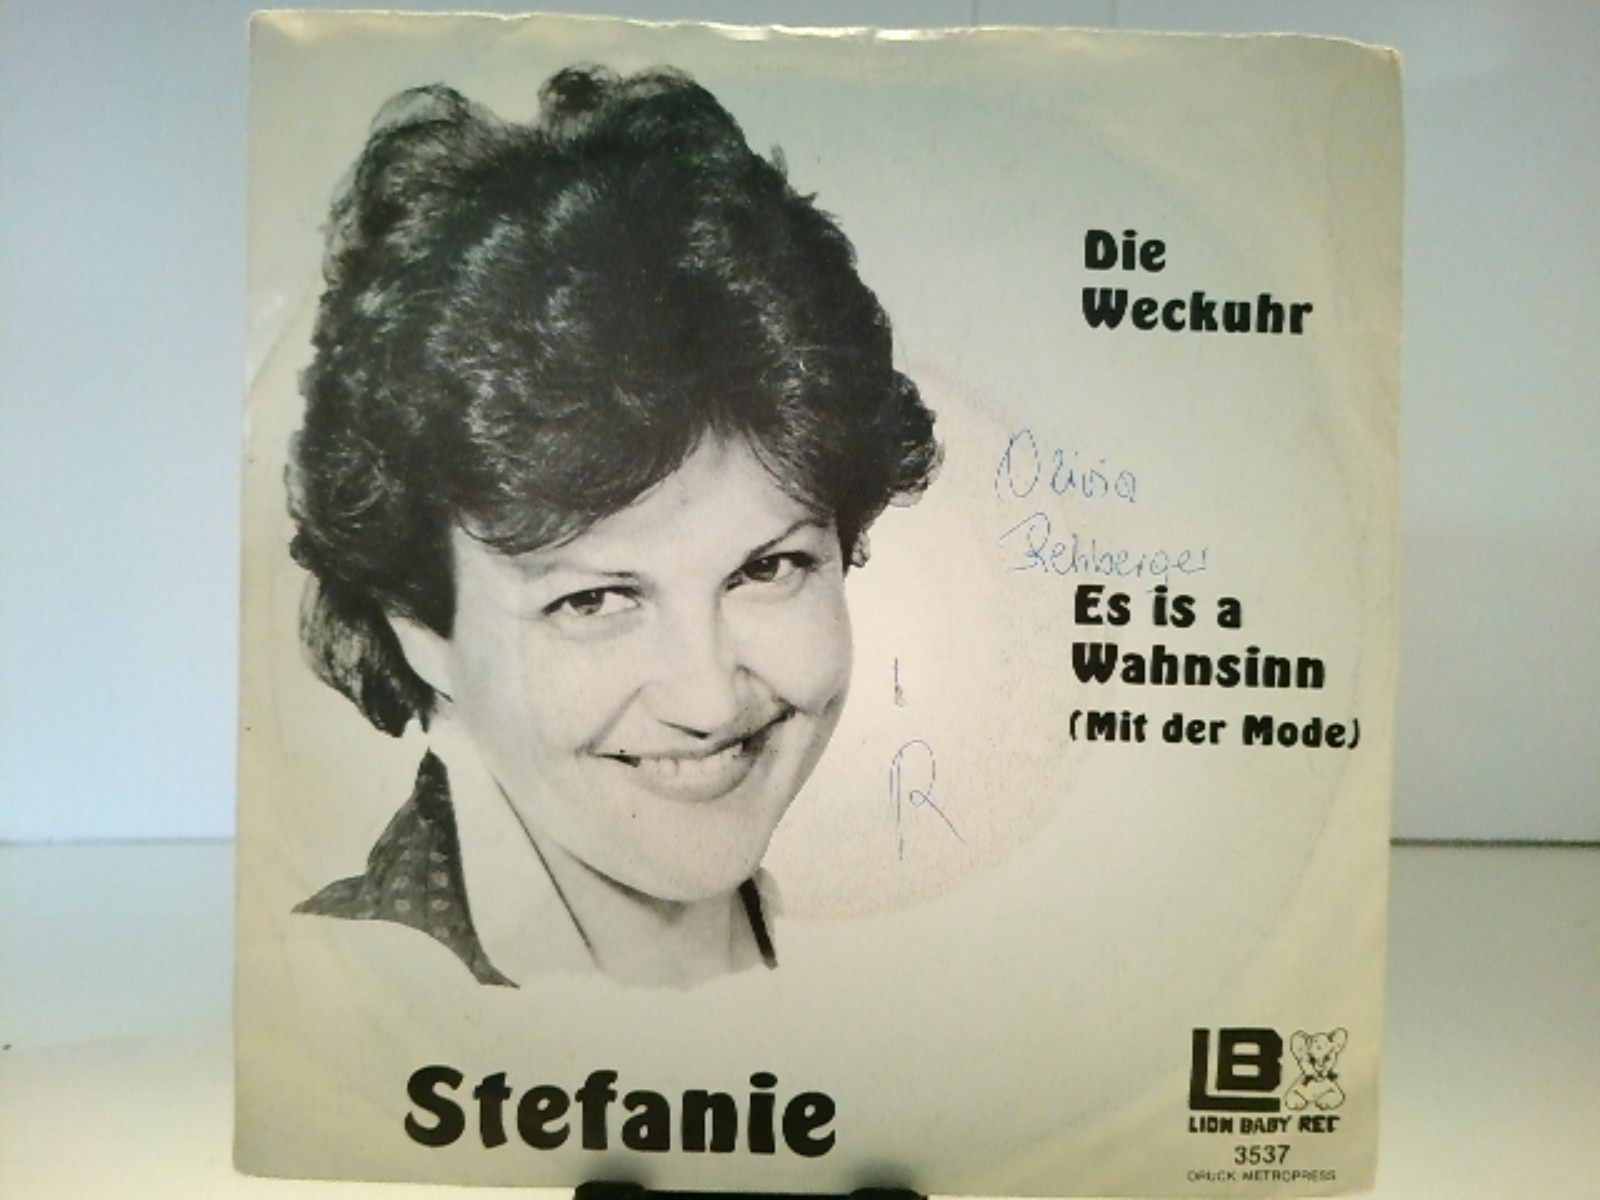 Die
Weckuhr
Olivia
Rehberger
Es is a
Wahnsinn
(Mit der Mode)
R
Stefanie
LB
LION BABY REC
3537
DRUCK METROPRESS